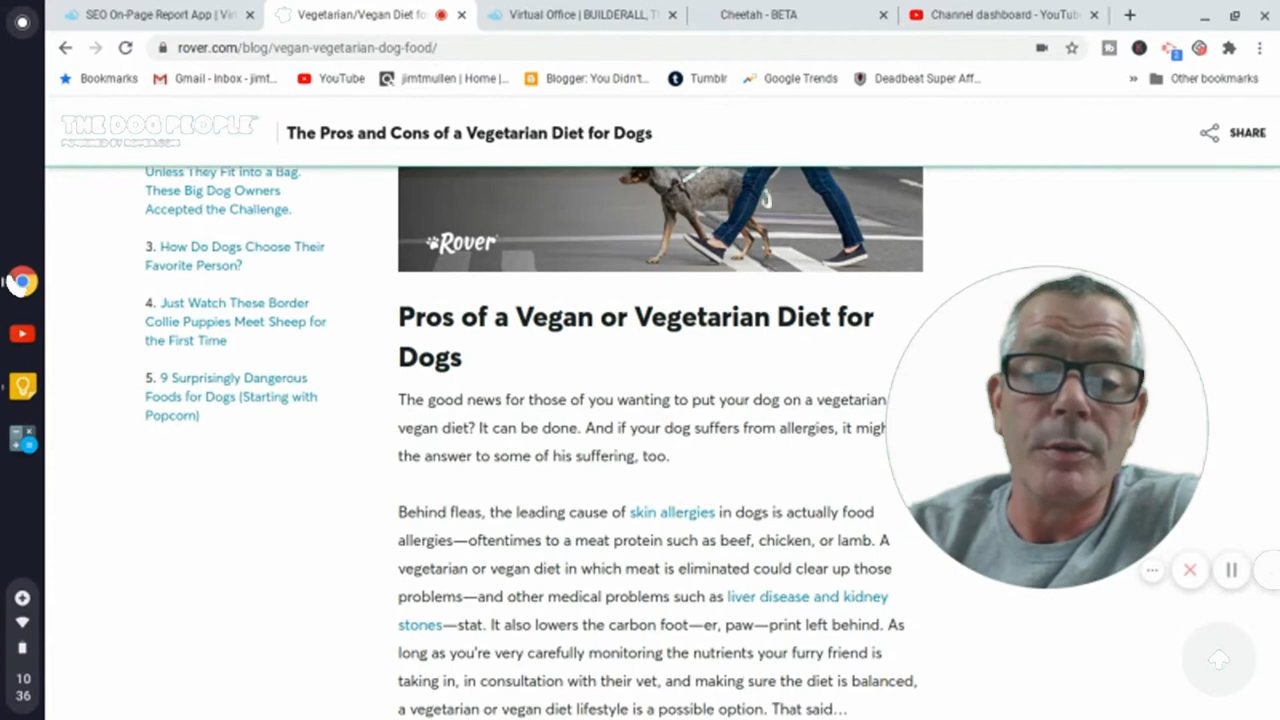 SEO On-Page Report App | Vir
Vegetarian/Vegan Diet fo
Virtual Office | BUILDERALL, T
Cheetah - BETA
Channel dashboard - YouTub
rover.com/blog/vegan-vegetarian-dog-food/
Bookmarks
Gmail - Inbox - jimt...
YouTube
jimtmullen | Home |...
Blogger: You Didn't...
Tumblr
Google Trends
Deadbeat Super Aff...
»
Other bookmarks
THE DOG PEOPLE™
POWERED BY ROVER.COM
The Pros and Cons of a Vegetarian Diet for Dogs
SHARE
Unless They Fit into a Bag.
These Big Dog Owners
Accepted the Challenge.
3. How Do Dogs Choose Their
Favorite Person?
4. Just Watch These Border
Collie Puppies Meet Sheep for
the First Time
5. 9 Surprisingly Dangerous
Foods for Dogs (Starting with
Popcorn)
Rover
Pros of a Vegan or Vegetarian Diet for
Dogs
The good news for those of you wanting to put your dog on a vegetarian
vegan diet? It can be done. And if your dog suffers from allergies, it migh
the answer to some of his suffering, too.
Behind fleas, the leading cause of skin allergies in dogs is actually food
allergies—oftentimes to a meat protein such as beef, chicken, or lamb. A
vegetarian or vegan diet in which meat is eliminated could clear up those
problems—and other medical problems such as liver disease and kidney
stones—stat. It also lowers the carbon foot—er, paw—print left behind. As
long as you're very carefully monitoring the nutrients your furry friend is
taking in, in consultation with their vet, and making sure the diet is balanced,
a vegetarian or vegan diet lifestyle is a possible option. That said...
10
36